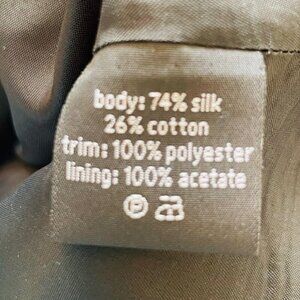 body: 74% silk
26% cotton
trim: 100% polyester
lining: 100% acetate
P